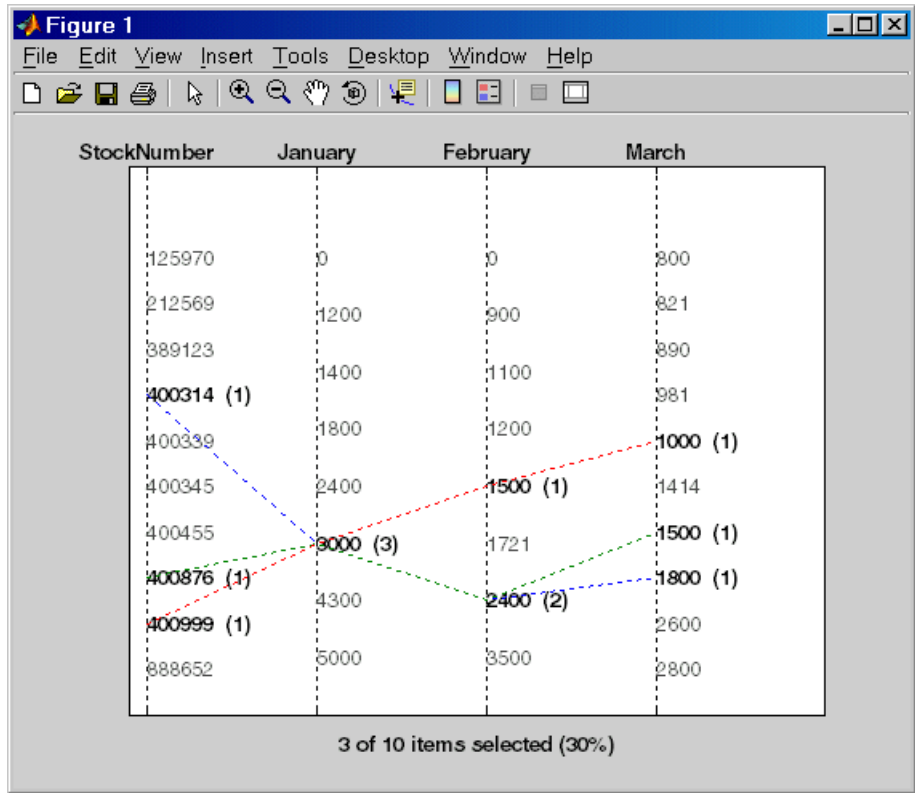 Figure 1
File Edit View Insert Tools Desktop Window Help
StockNumber January February March
125970 0 0 800
212569 1200 900 821
389123 1400 1100 890
400314 (1) 981
400339 1800 1200 1000 (1)
400345 2400 1500 (1) 1414
400455 3000 (3) 1721 1500 (1)
400876 (1) 4300 2400 (2) 1800 (1)
400999 (1) 2600
888652 5000 3500 2800
3 of 10 items selected (30%)